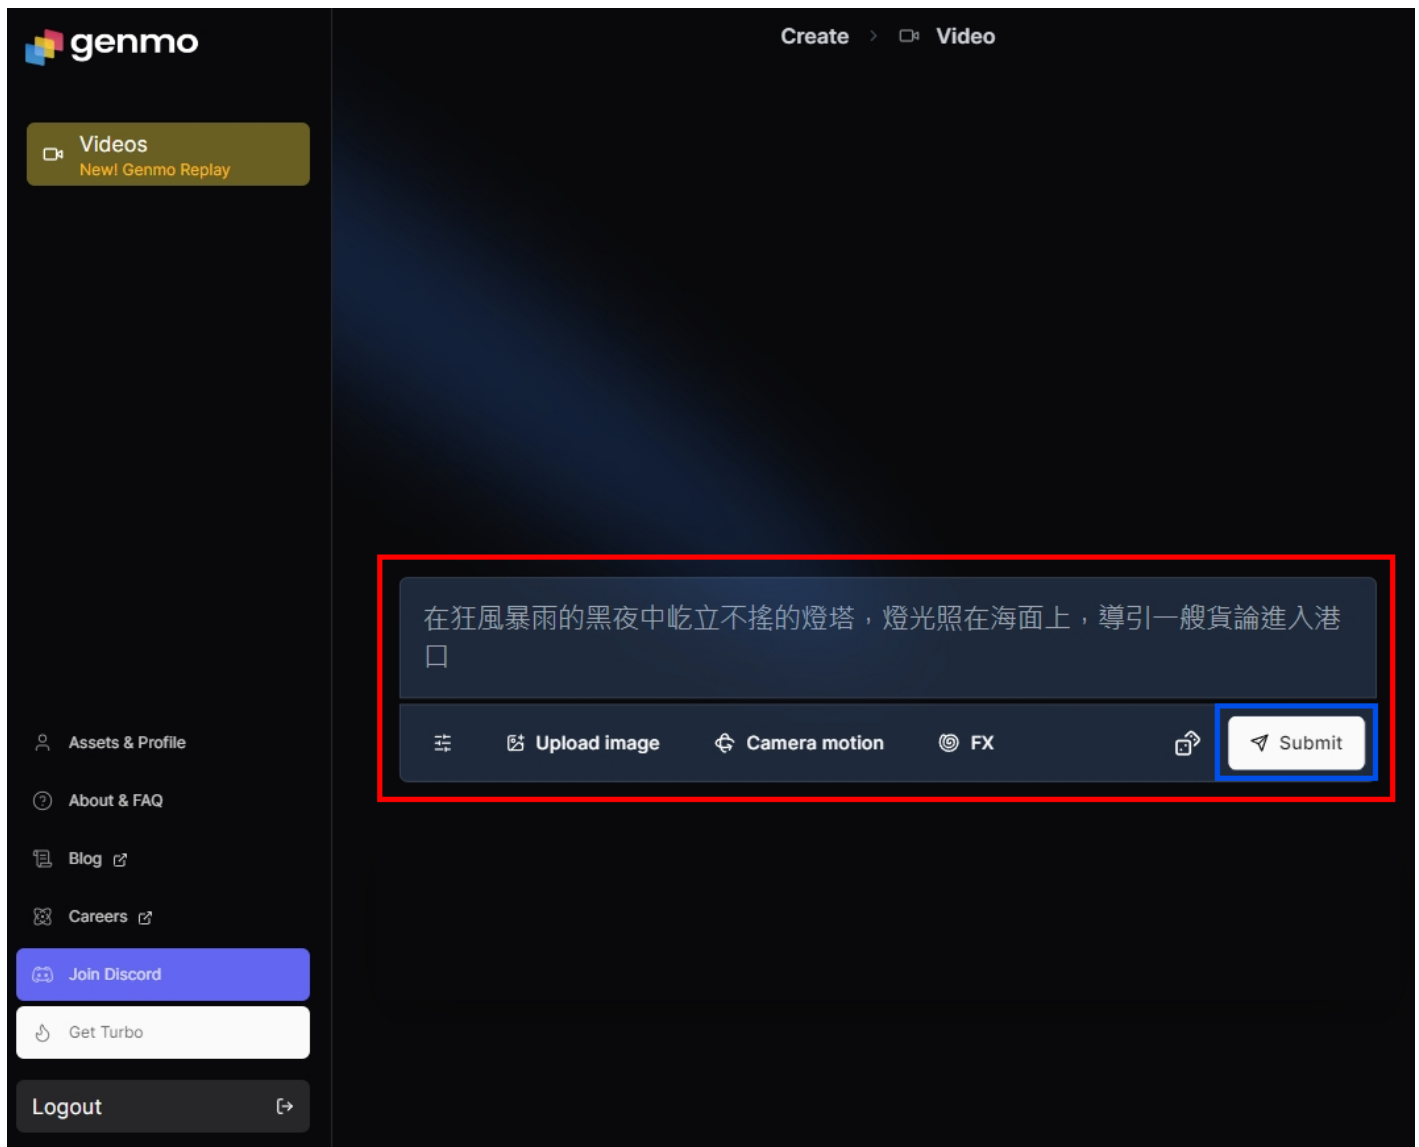 genmo
Create > Video
Videos
New! Genmo Replay
在狂風暴雨的黑夜中屹立不搖的燈塔，燈光照在海面上，導引一艘貨論進入港
口
Upload image Camera motion FX Submit
Assets & Profile
About & FAQ
Blog
Careers
Join Discord
Get Turbo
Logout